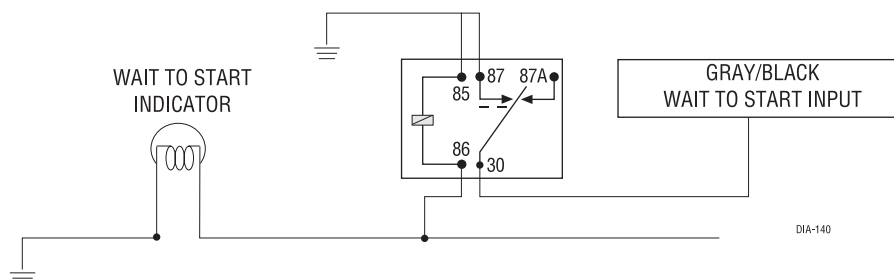 WAIT TO START
INDICATOR
85
87
87A
86
30
GRAY/BLACK
WAIT TO START INPUT
DIA-140